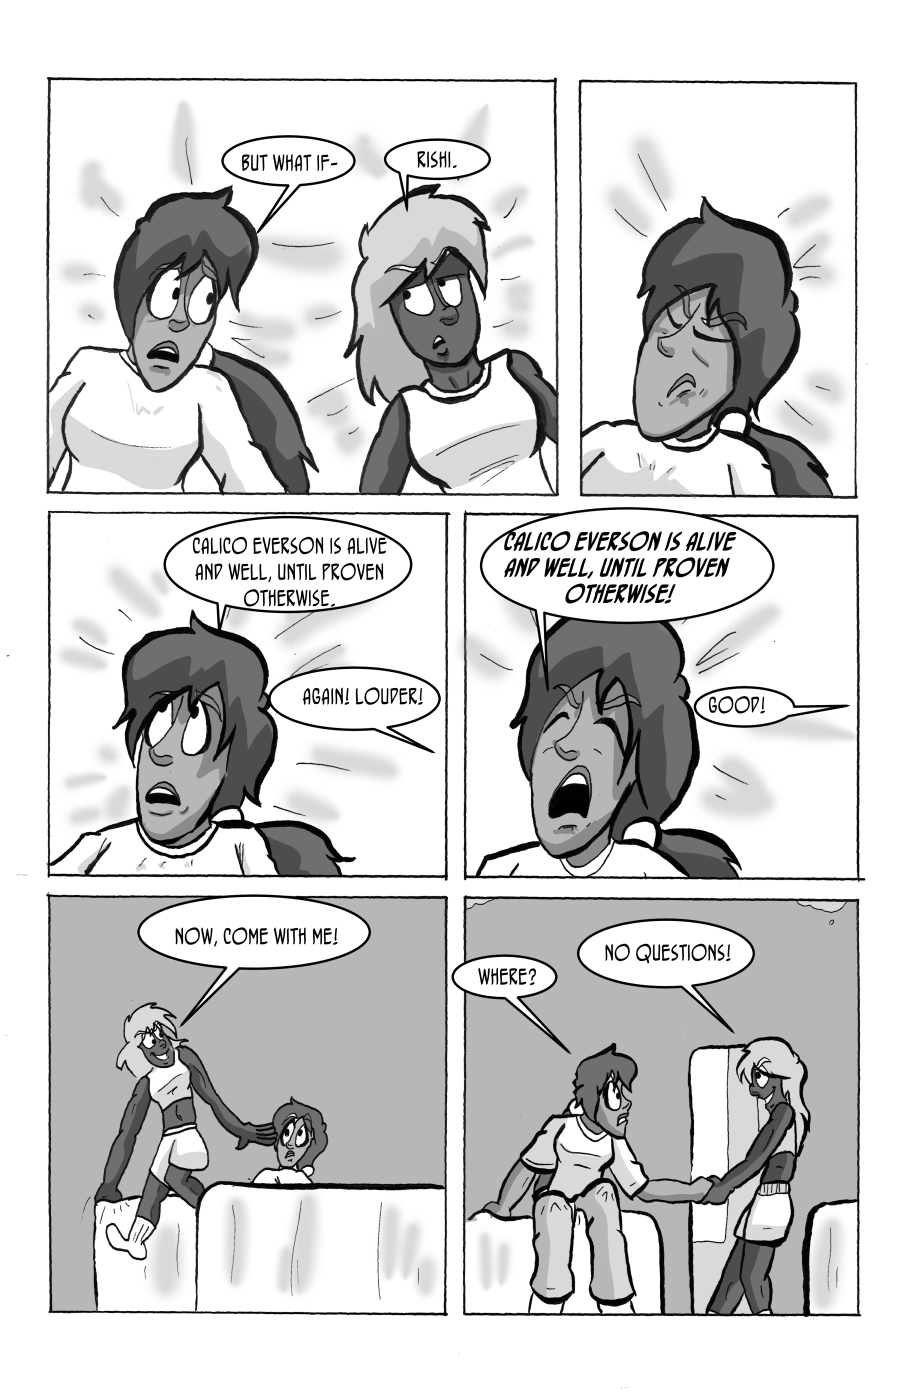 BUT WHAT IF-
RISHI.
CALICO EVERSON IS ALIVE
AND WELL, UNTIL PROVEN
OTHERWISE.
AGAIN! LOUDER!
CALICO EVERSON IS ALIVE
AND WELL, UNTIL PROVEN
OTHERWISE!
GOOD!
NOW, COME WITH ME!
WHERE?
NO QUESTIONS!